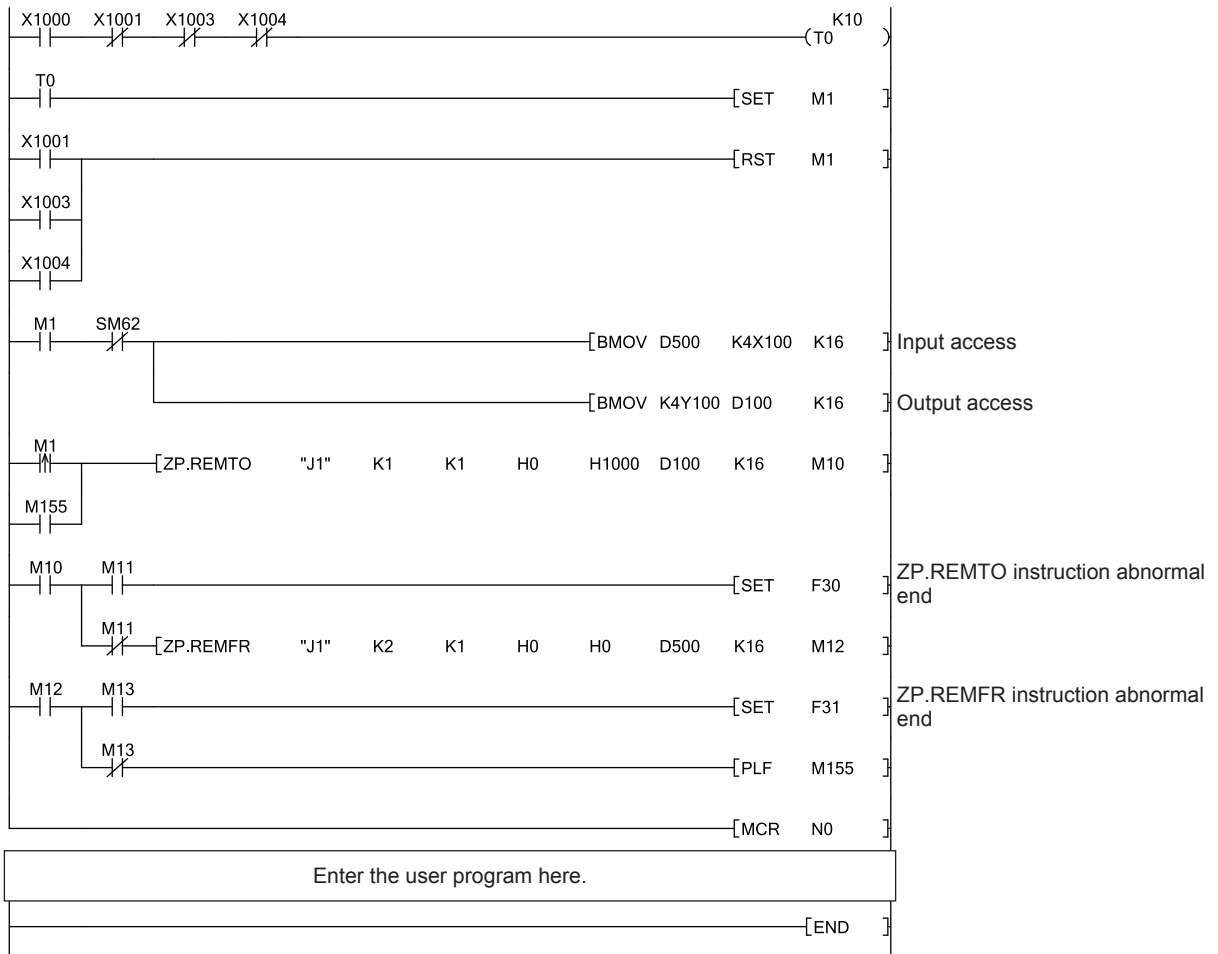 X1000 X1001 X1003 X1004 K10
T0
T0
SET M1
X1001
RST M1
X1003
X1004
M1 SM62
BMOV D500 K4X100 K16 Input access
BMOV K4Y100 D100 K16 Output access
M1
ZP.REMTO "J1" K1 K1 H0 H1000 D100 K16 M10
M155
M10 M11
SET F30 ZP.REMTO instruction abnormal
end
M11
ZP.REMFR "J1" K2 K1 H0 H0 D500 K16 M12
M12 M13
SET F31 ZP.REMFR instruction abnormal
end
M13
PLF M155
MCR N0
Enter the user program here.
END